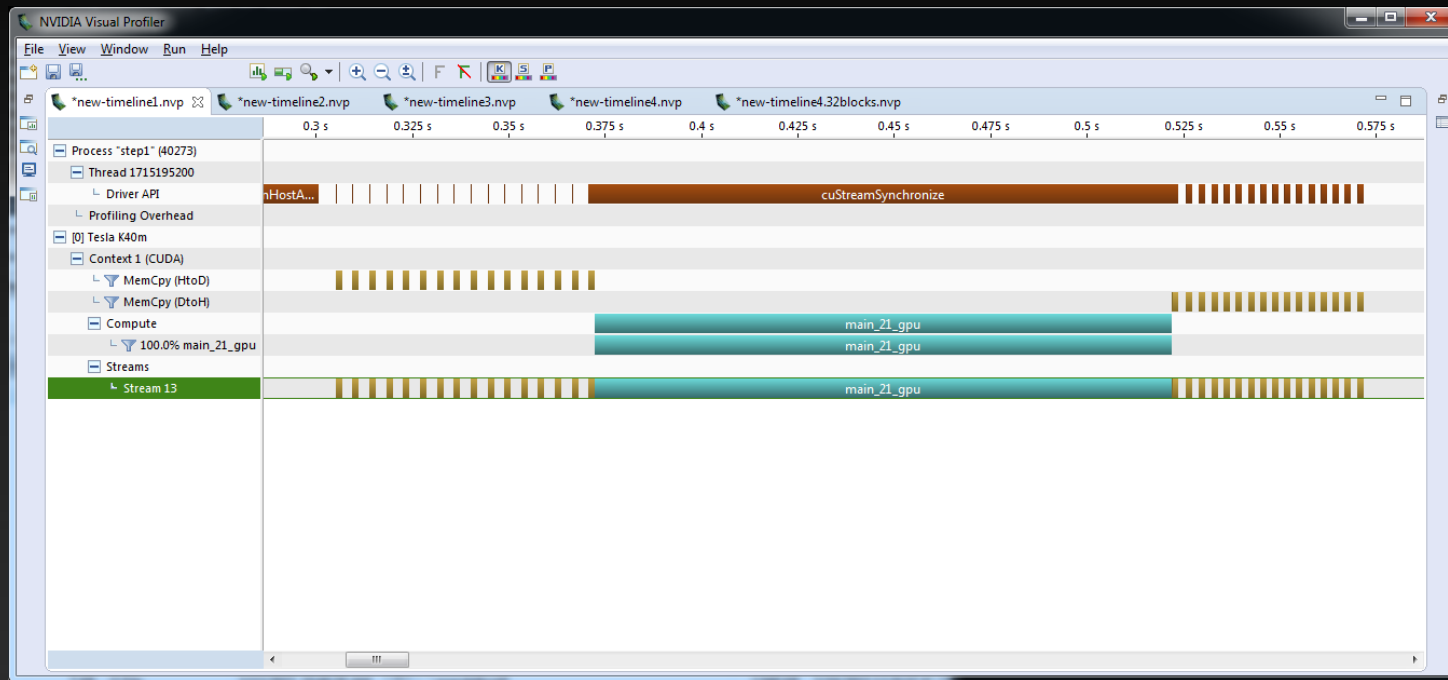 NVIDIA Visual Profiler
File View Window Run Help
*new-timeline1.nvp *new-timeline2.nvp *new-timeline3.nvp *new-timeline4.nvp *new-timeline4.32blocks.nvp
0.3 s 0.325 s 0.35 s 0.375 s 0.4 s 0.425 s 0.45 s 0.475 s 0.5 s 0.525 s 0.55 s 0.575 s
Process "step1" (40273)
Thread 1715195200
Driver API nHostA... cuStreamSynchronize
Profiling Overhead
[0] Tesla K40m
Context 1 (CUDA)
MemCpy (HtoD)
MemCpy (DtoH)
Compute main_21_gpu
100.0% main_21_gpu main_21_gpu
Streams
Stream 13 main_21_gpu